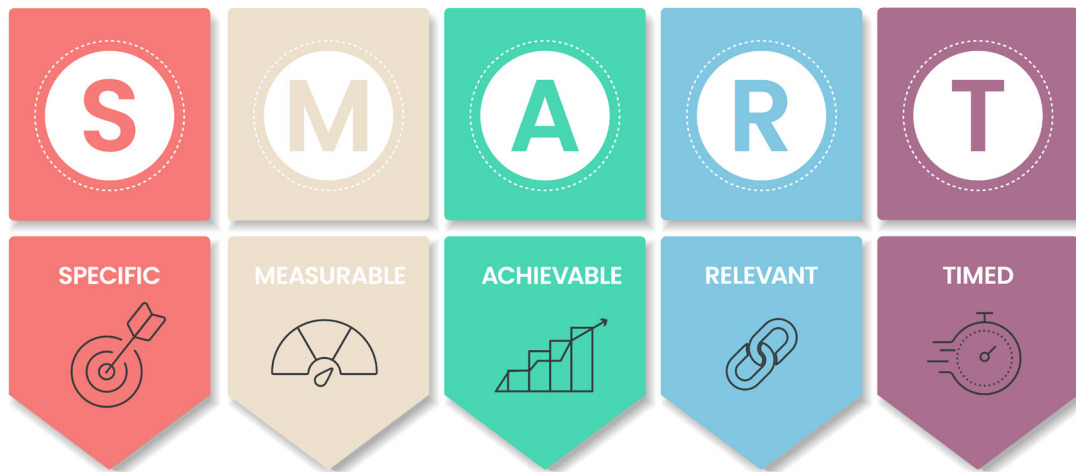 S M A R T
SPECIFIC MEASURABLE ACHIEVABLE RELEVANT TIMED